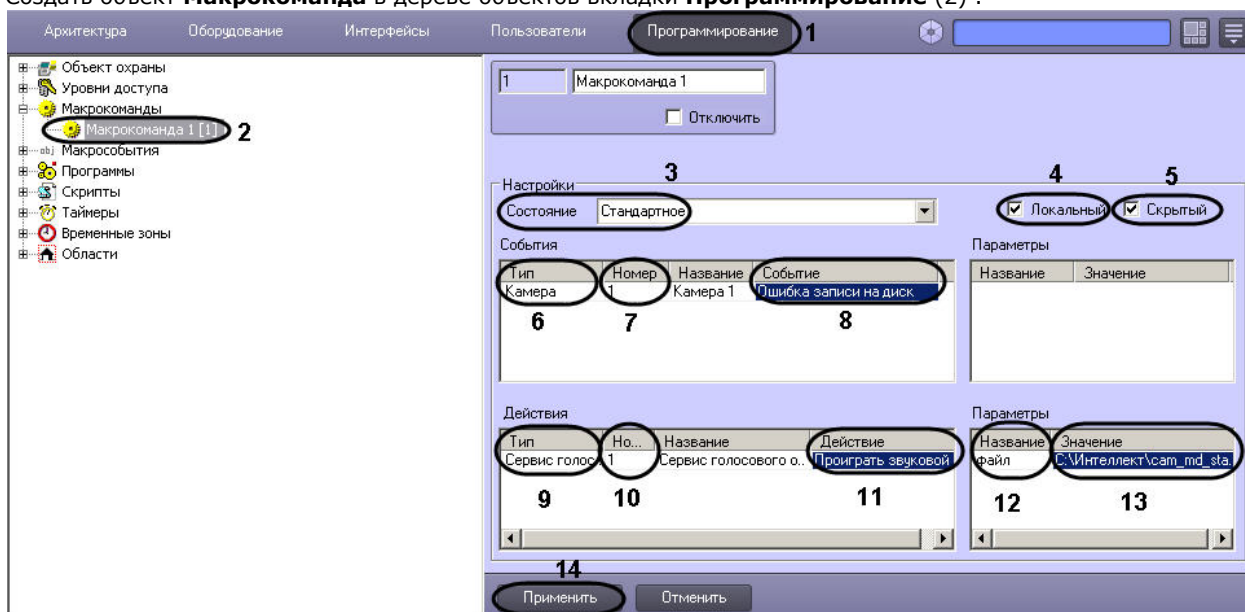 Создать объект Макрокоманда в дереве объектов вкладки Программирование (2) .
Архитектура Оборудование Интерфейсы Пользователи Программирование 1
Объект охраны
Уровни доступа
Макрокоманды
Макрокоманда 1 [1] 2
obj Макрособытия
Программы
Скрипты
Таймеры
Временные зоны
Области
1 Макрокоманда 1
Отключить
3 4 5
Настройки
Состояние Стандартное Локальный Скрытый
События Параметры
Тип Номер Название Событие Название Значение
Камера 1 Камера 1 Ошибка записи на диск
6 7 8
Действия Параметры
Тип Но... Название Действие Название Значение
Сервис голос 1 Сервис голосового о.. Проиграть звуковой файл C:\Интеллект\cam_md_sta.
9 10 11 12 13
14
Применить Отменить